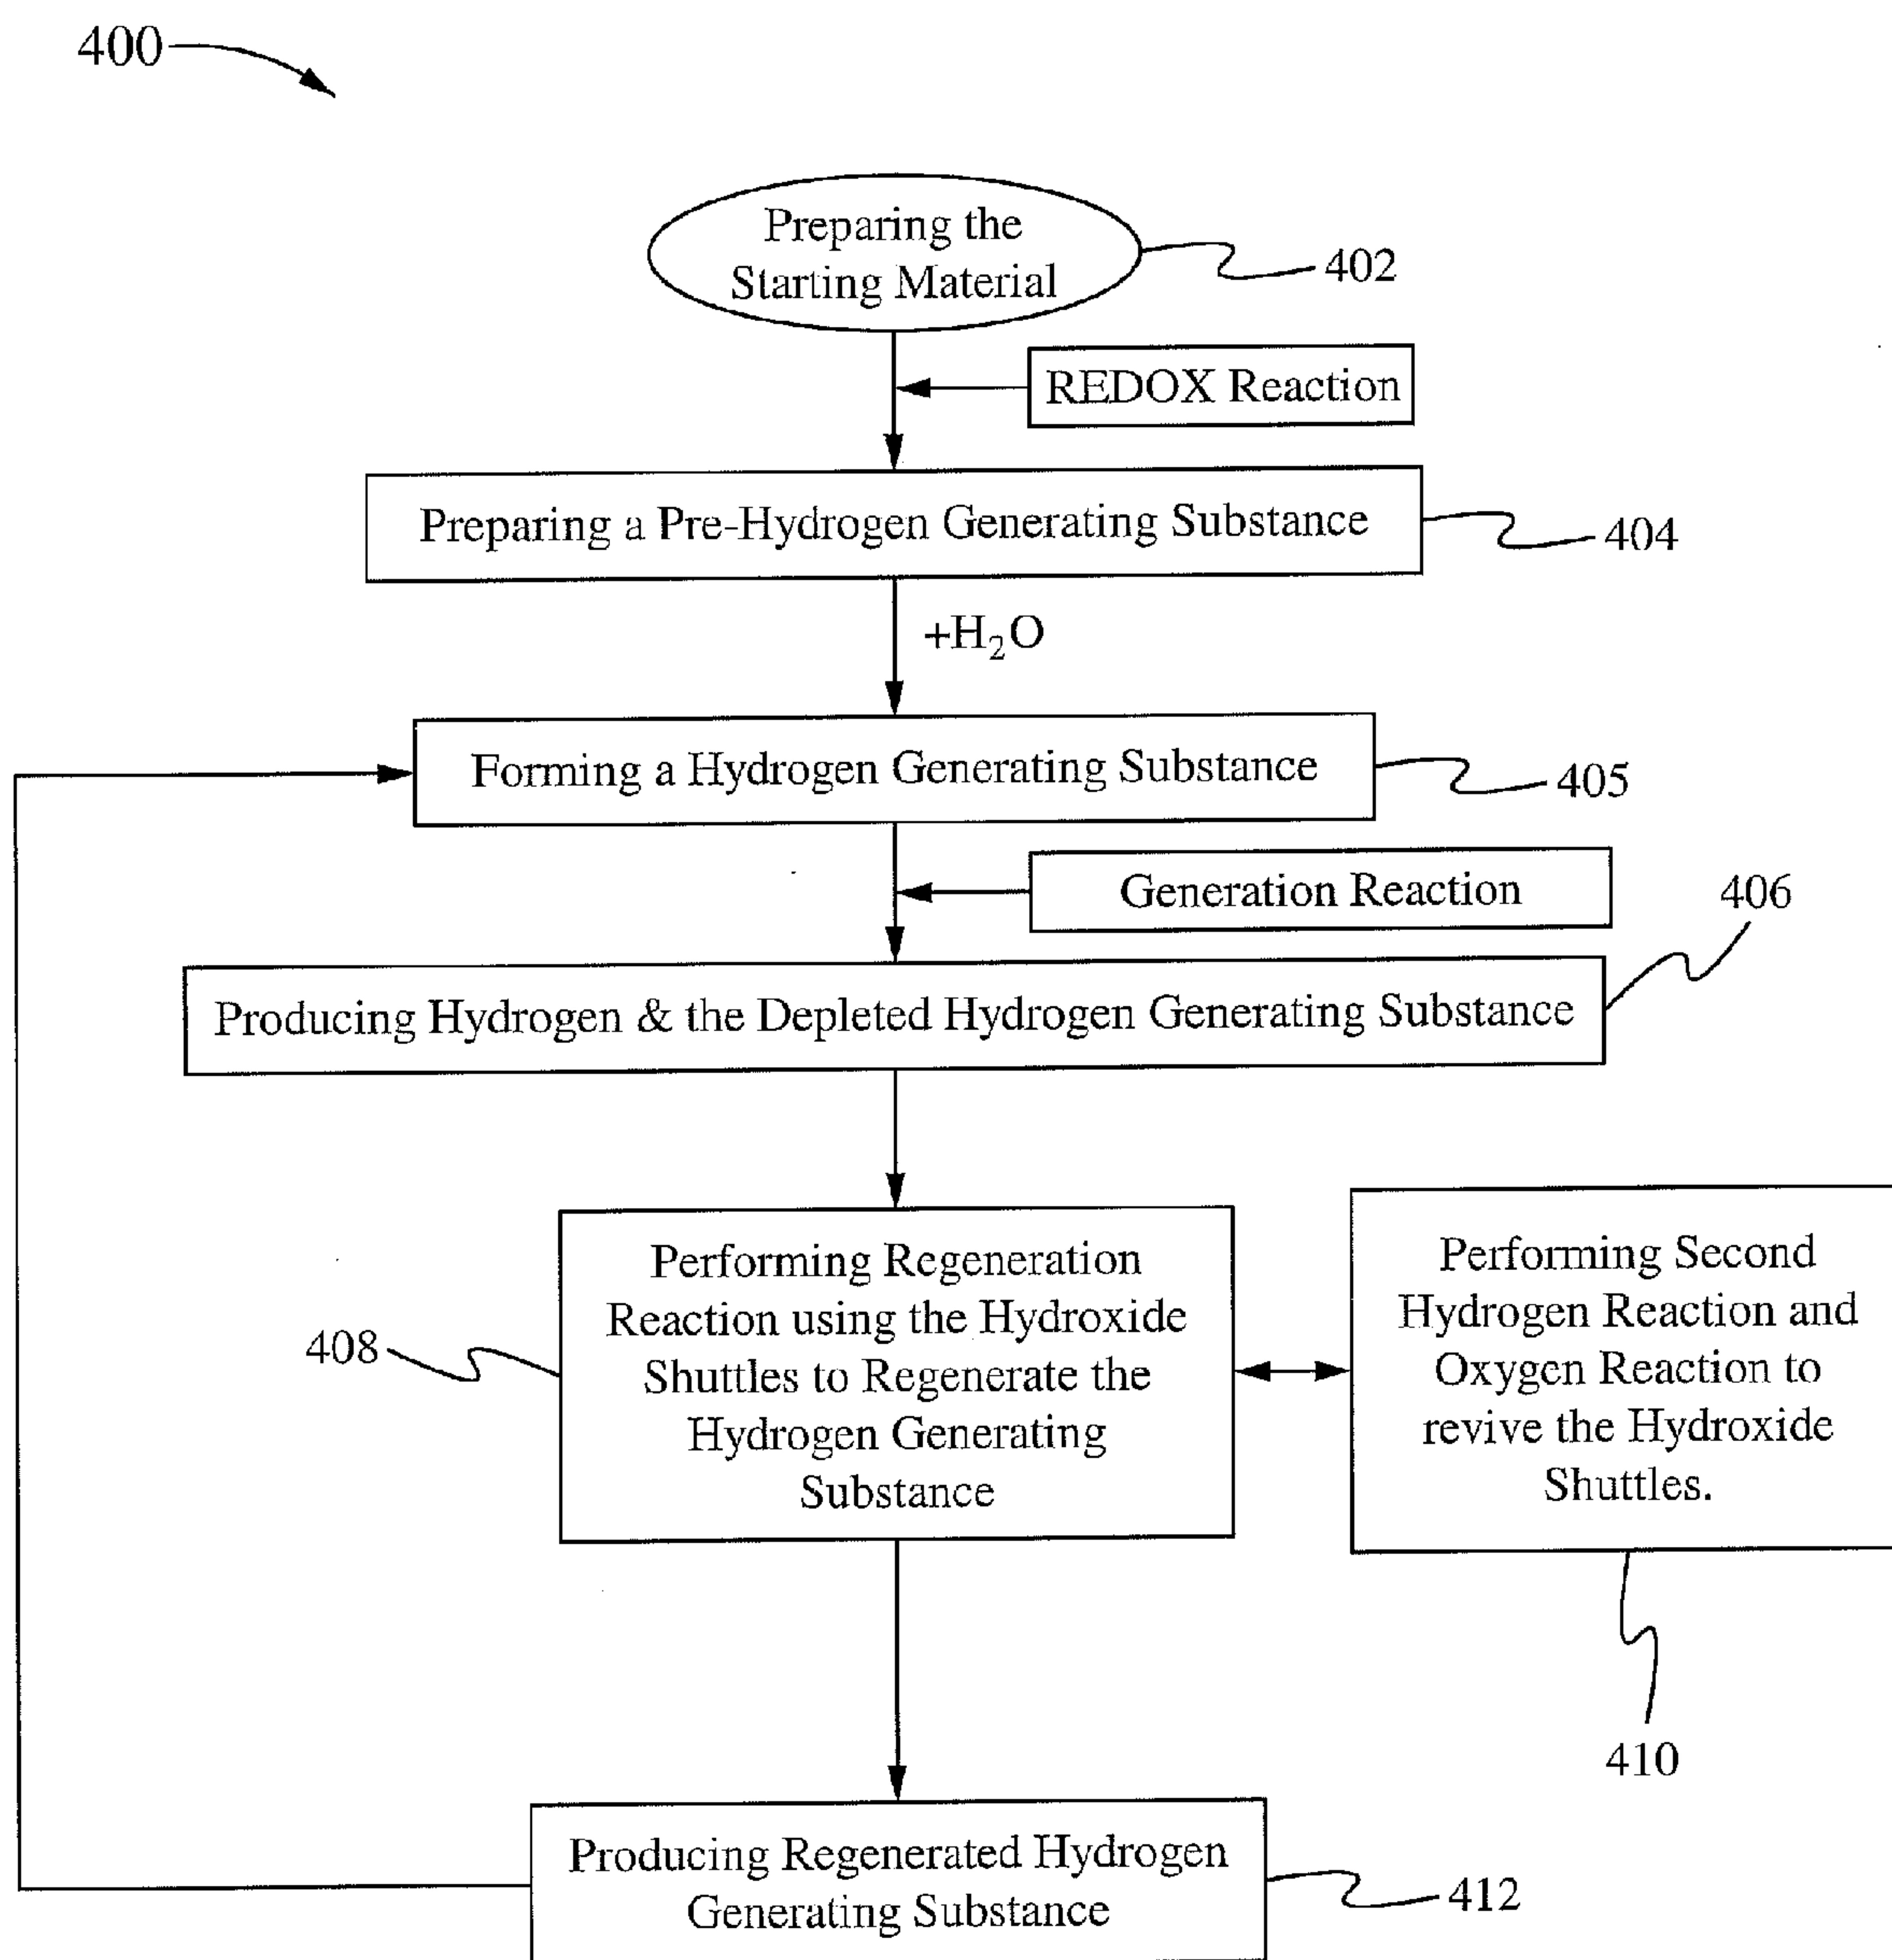 400
Preparing the
Starting Material
402
REDOX Reaction
Preparing a Pre-Hydrogen Generating Substance
404
+H₂O
Forming a Hydrogen Generating Substance
405
Generation Reaction
406
Producing Hydrogen & the Depleted Hydrogen Generating Substance
Performing Regeneration
Reaction using the Hydroxide
Shuttles to Regenerate the
Hydrogen Generating
Substance
408
Performing Second
Hydrogen Reaction and
Oxygen Reaction to
revive the Hydroxide
Shuttles.
410
Producing Regenerated Hydrogen
Generating Substance
412